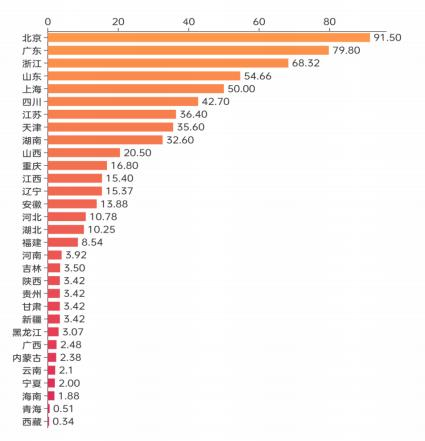 0 20 40 60 80
北京 91.50
广东 79.80
浙江 68.32
山东 54.66
上海 50.00
四川 42.70
江苏 36.40
天津 35.60
湖南 32.60
山西 20.50
重庆 16.80
江西 15.40
辽宁 15.37
安徽 13.88
河北 10.78
湖北 10.25
福建 8.54
河南 3.92
吉林 3.50
陕西 3.42
贵州 3.42
甘肃 3.42
新疆 3.42
黑龙江 3.07
广西 2.48
内蒙古 2.38
云南 2.1
宁夏 2.00
海南 1.88
青海 0.51
西藏 0.34